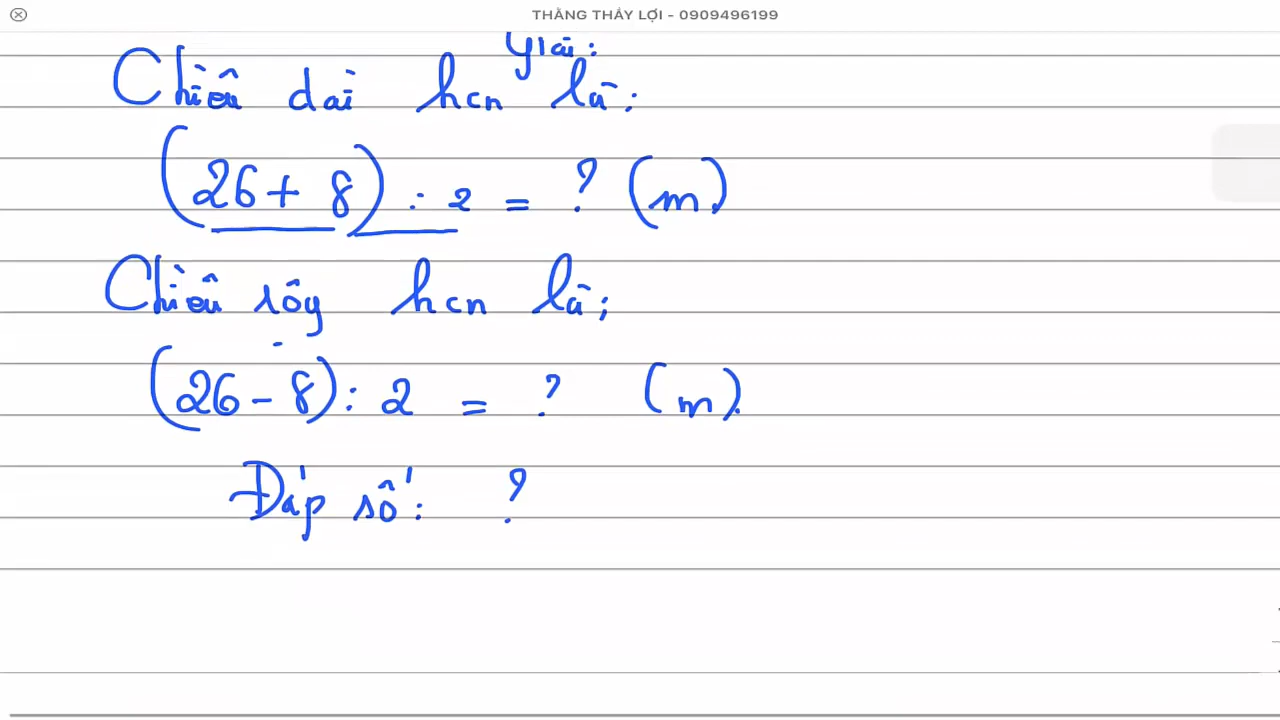 THẮNG THẦY LỢI - 0909496199
Giải:
Chiều dài hcn là:
(26 + 8) : 2 = ? (m)
Chiều rộng hcn là:
(26 - 8) : 2 = ? (m).
Đáp số: ?